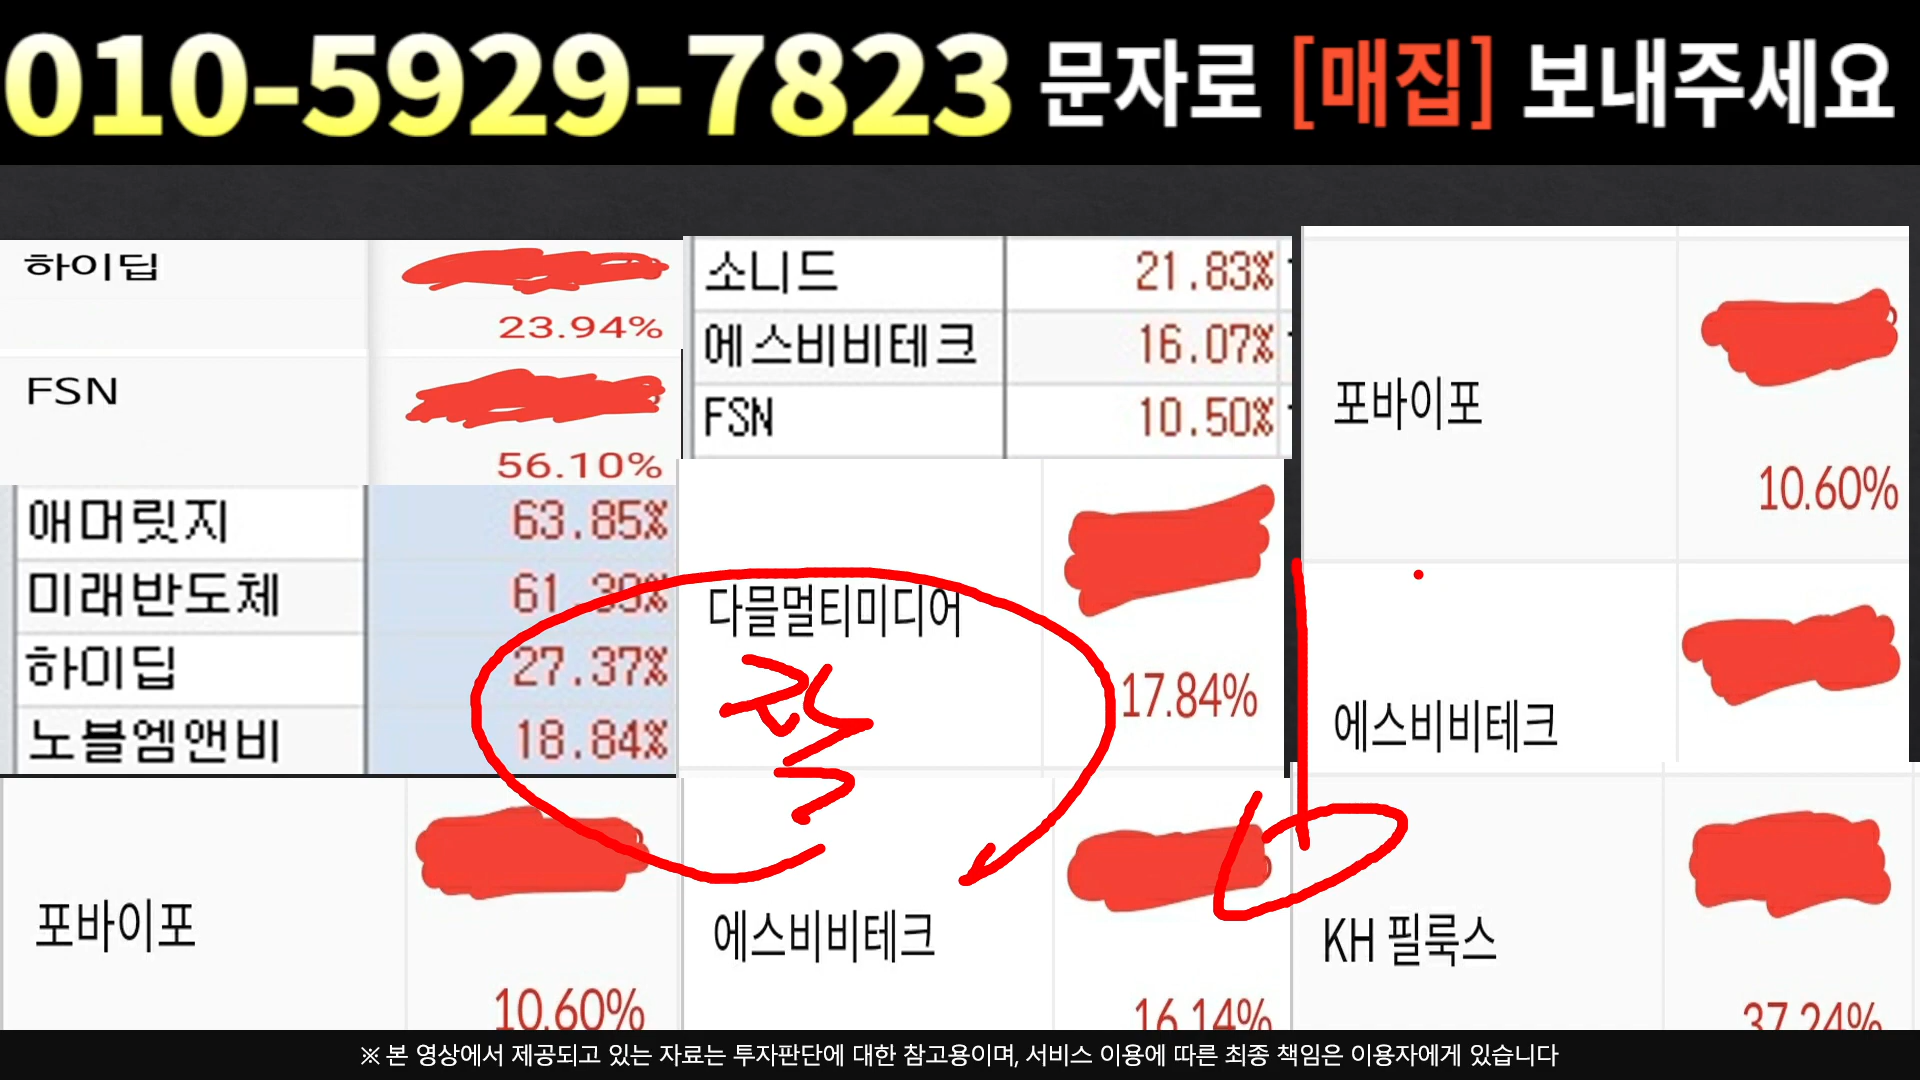 010-5929-7823 문자로 [매집] 보내주세요
하이딥
23.94%
FSN
56.10%
애머릿지 63.85%
미래반도체 61.39%
하이딥 27.37%
노블엠앤비 18.84%
소니드 21.83%
에스비비테크 16.07%
FSN 10.50%
다믈멀티미디어
17.84%
포바이포
10.60%
에스비비테크
포바이포
10.60%
에스비비테크
16.14%
KH 필룩스
37.24%
※ 본 영상에서 제공되고 있는 자료는 투자판단에 대한 참고용이며, 서비스 이용에 따른 최종 책임은 이용자에게 있습니다